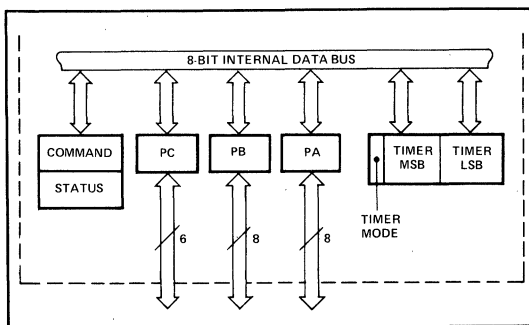 8-BIT INTERNAL DATA BUS
COMMAND
STATUS
PC
PB
PA
TIMER
MSB
TIMER
LSB
TIMER
MODE
6
8
8